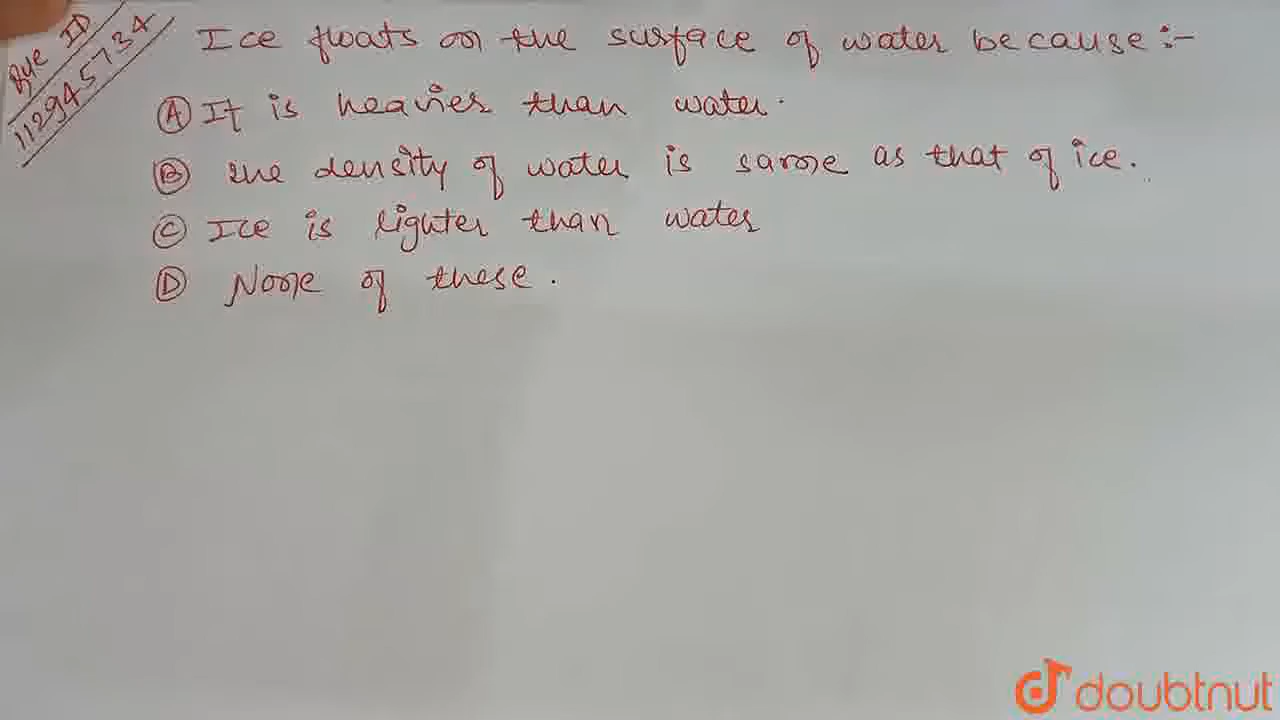 Que ID
112945734
Ice floats on the surface of water because :-
(A) It is heavier than water.
(B) The density of water is same as that of ice.
(C) Ice is lighter than water
(D) None of these.
doubtnut